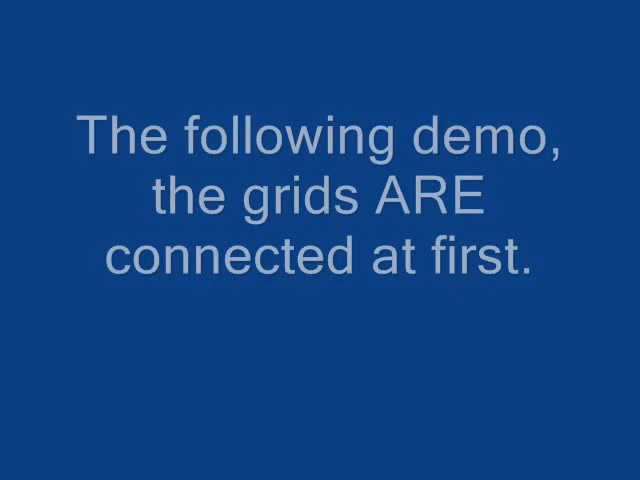 The following demo,
the grids ARE
connected at first.